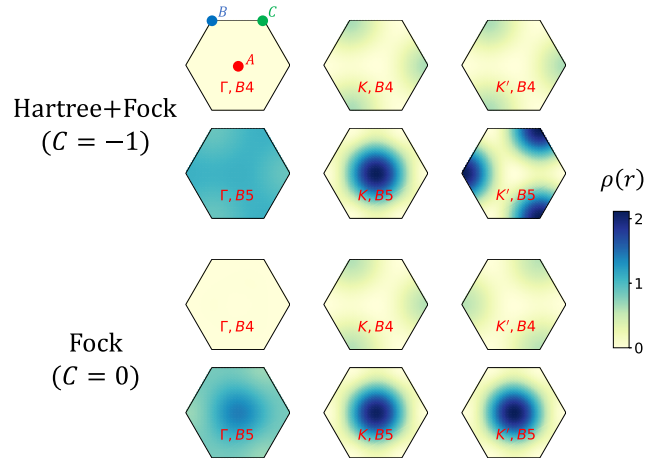 B C
A
Γ, B4 K, B4 K′, B4
Hartree+Fock
(C = −1)
Γ, B5 K, B5 K′, B5
ρ(r)
2
1
0
Γ, B4 K, B4 K′, B4
Fock
(C = 0)
Γ, B5 K, B5 K′, B5